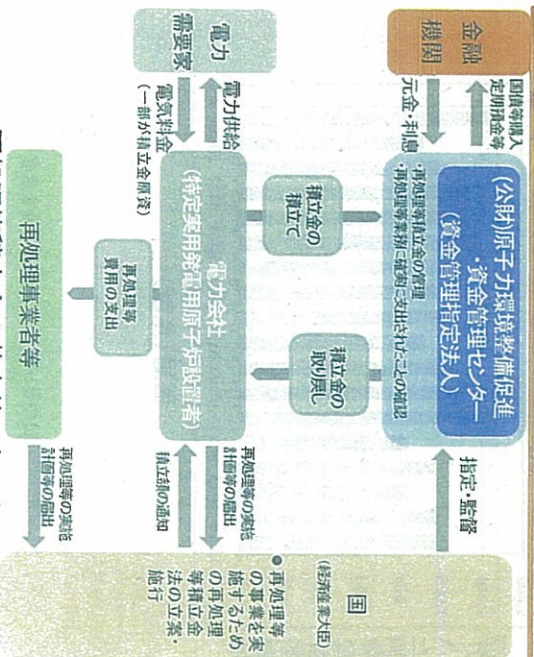 金融
機関
国債等購入
定期預金等
元金・利息
(公財)原子力環境整備促進
・資金管理センター
(資金管理指定法人)
・再処理等積立金の管理
・再処理等業務に確実に支出されたことの確認
指定・監督
積立金の
積立て
積立金の
取り戻し
電力
需要家
電力供給
電気料金
(一部が積立金原資)
電力会社
(特定実用発電用原子炉設置者)
再処理等の実施
計画等の届出
積立額の通知
再処理等
費用の支出
再処理事業者等
再処理等の実施
計画等の届出
国
(経済産業大臣)
● 再処理等
の事業を実
施するため
の再処理
等積立金
法の立案・
施行